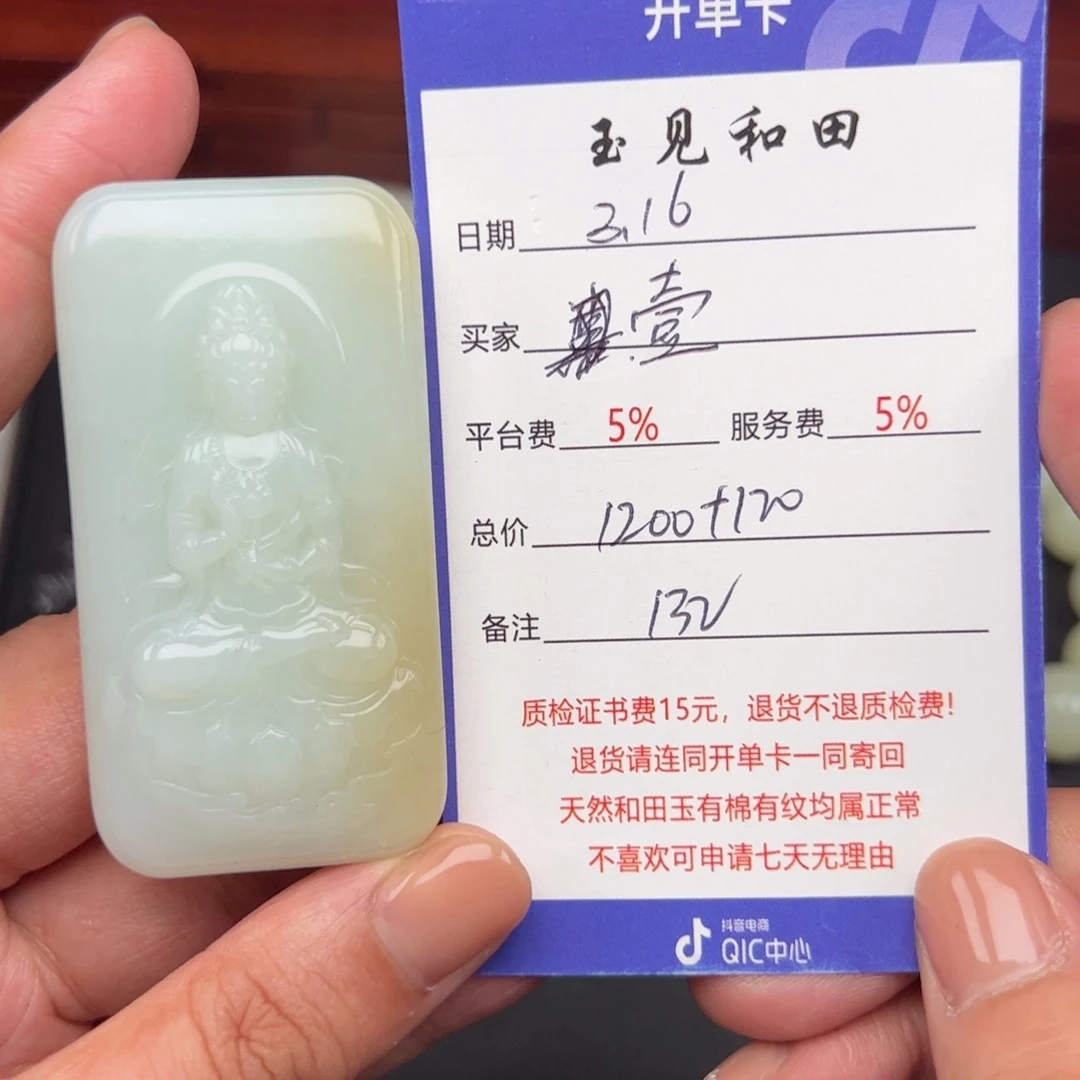 开单卡
玉见和田
日期 3.16
买家 壹
平台费 5% 服务费 5%
总价 1200+120
备注 132
质检证书费15元，退货不退质检费！
退货请连同开单卡一同寄回
天然和田玉有棉有纹均属正常
不喜欢可申请七天无理由
抖音电商
QIC中心